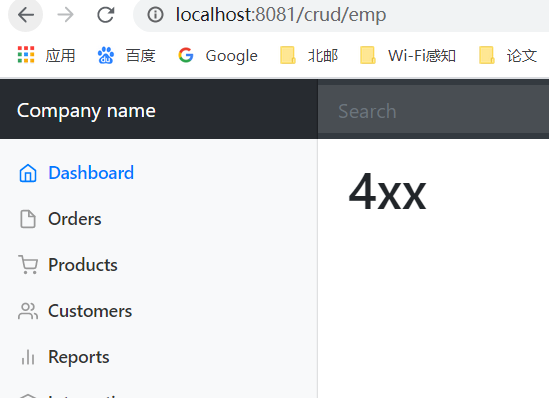 localhost:8081/crud/emp
应用 百度 Google 北邮 Wi-Fi感知 论文
Company name Search
Dashboard
4xx
Orders
Products
Customers
Reports